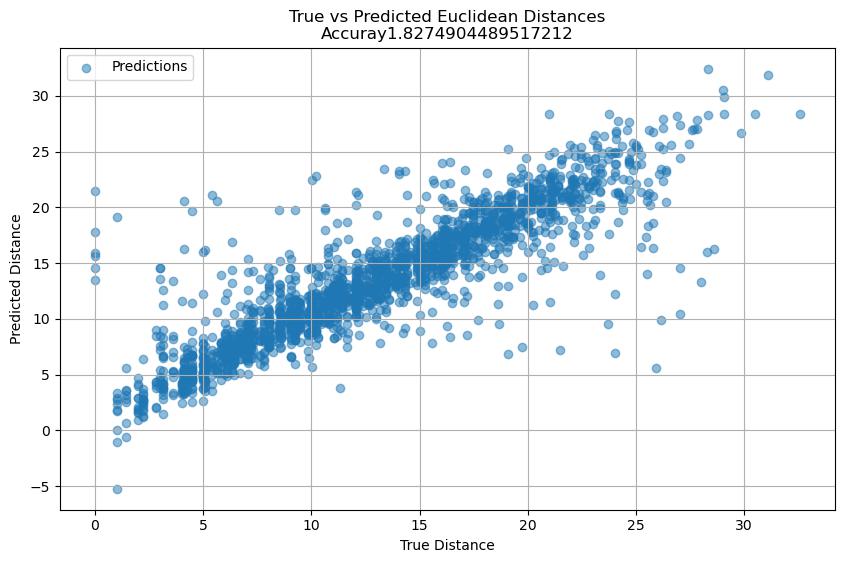 True vs Predicted Euclidean Distances
Accuray1.8274904489517212
Predictions
30
25
20
15
10
5
0
−5
Predicted Distance
0 5 10 15 20 25 30
True Distance